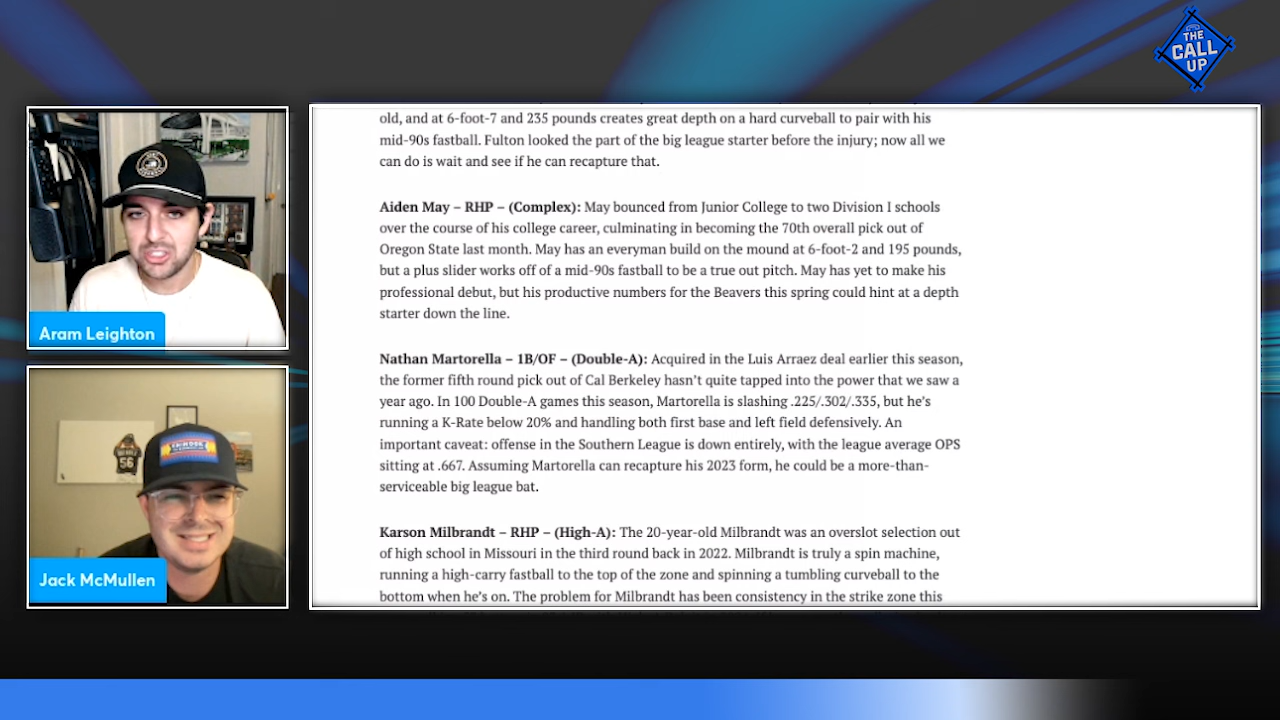 THE
CALL
UP
old, and at 6-foot-7 and 235 pounds creates great depth on a hard curveball to pair with his
mid-90s fastball. Fulton looked the part of the big league starter before the injury; now all we
can do is wait and see if he can recapture that.
Aiden May – RHP – (Complex): May bounced from Junior College to two Division I schools
over the course of his college career, culminating in becoming the 70th overall pick out of
Oregon State last month. May has an everyman build on the mound at 6-foot-2 and 195 pounds,
but a plus slider works off of a mid-90s fastball to be a true out pitch. May has yet to make his
professional debut, but his productive numbers for the Beavers this spring could hint at a depth
starter down the line.
Nathan Martorella – 1B/OF – (Double-A): Acquired in the Luis Arraez deal earlier this season,
the former fifth round pick out of Cal Berkeley hasn't quite tapped into the power that we saw a
year ago. In 100 Double-A games this season, Martorella is slashing .225/.302/.335, but he's
running a K-Rate below 20% and handling both first base and left field defensively. An
important caveat: offense in the Southern League is down entirely, with the league average OPS
sitting at .667. Assuming Martorella can recapture his 2023 form, he could be a more-than-
serviceable big league bat.
Karson Milbrandt – RHP – (High-A): The 20-year-old Milbrandt was an overslot selection out
of high school in Missouri in the third round back in 2022. Milbrandt is truly a spin machine,
running a high-carry fastball to the top of the zone and spinning a tumbling curveball to the
bottom when he's on. The problem for Milbrandt has been consistency in the strike zone this
Aram Leighton
56
Jack McMullen